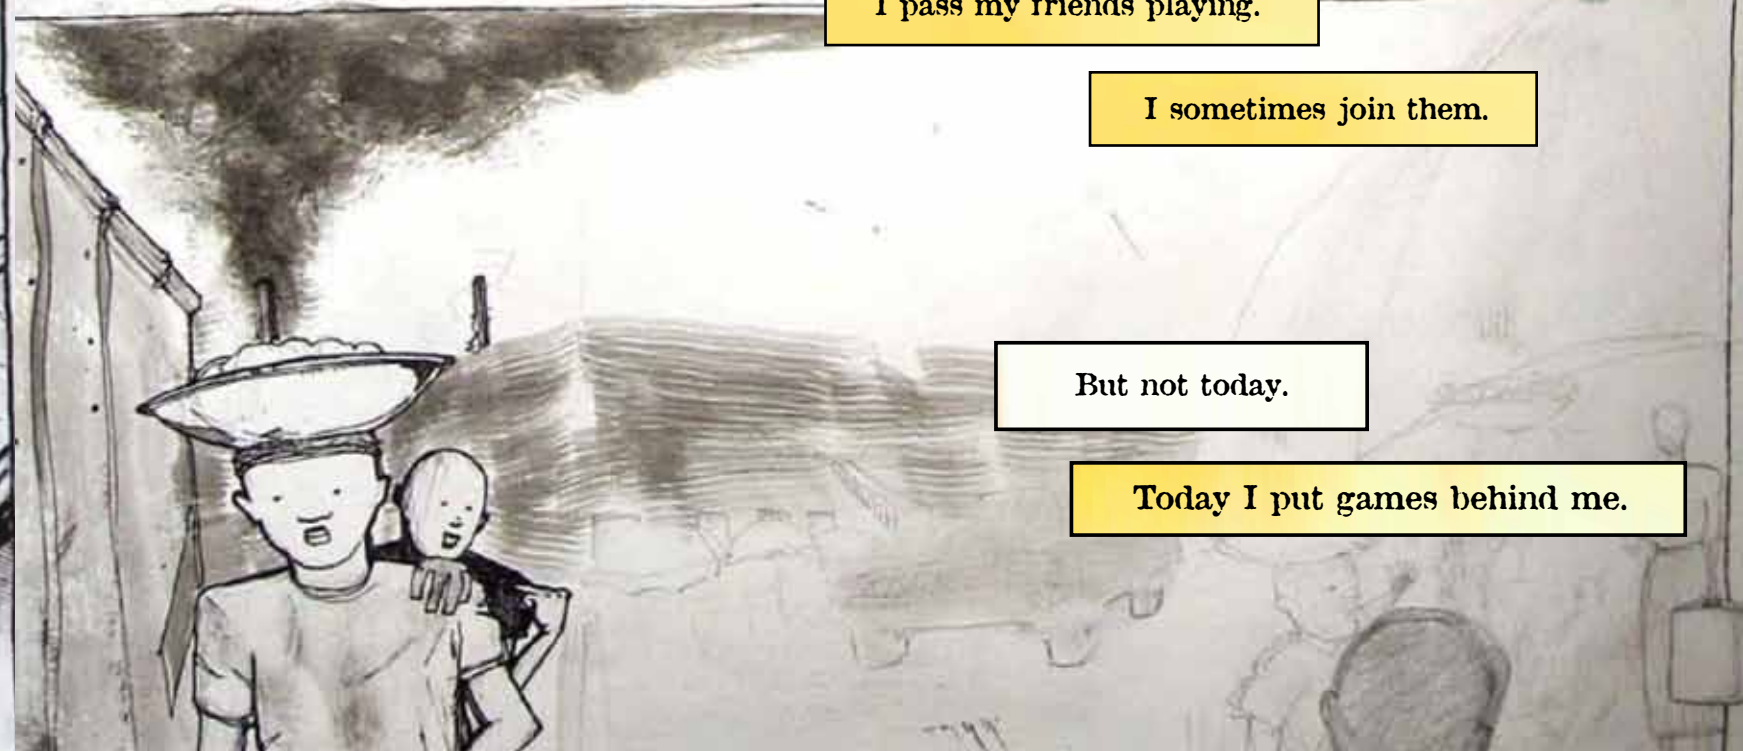 I pass my friends playing.
I sometimes join them.
But not today.
Today I put games behind me.